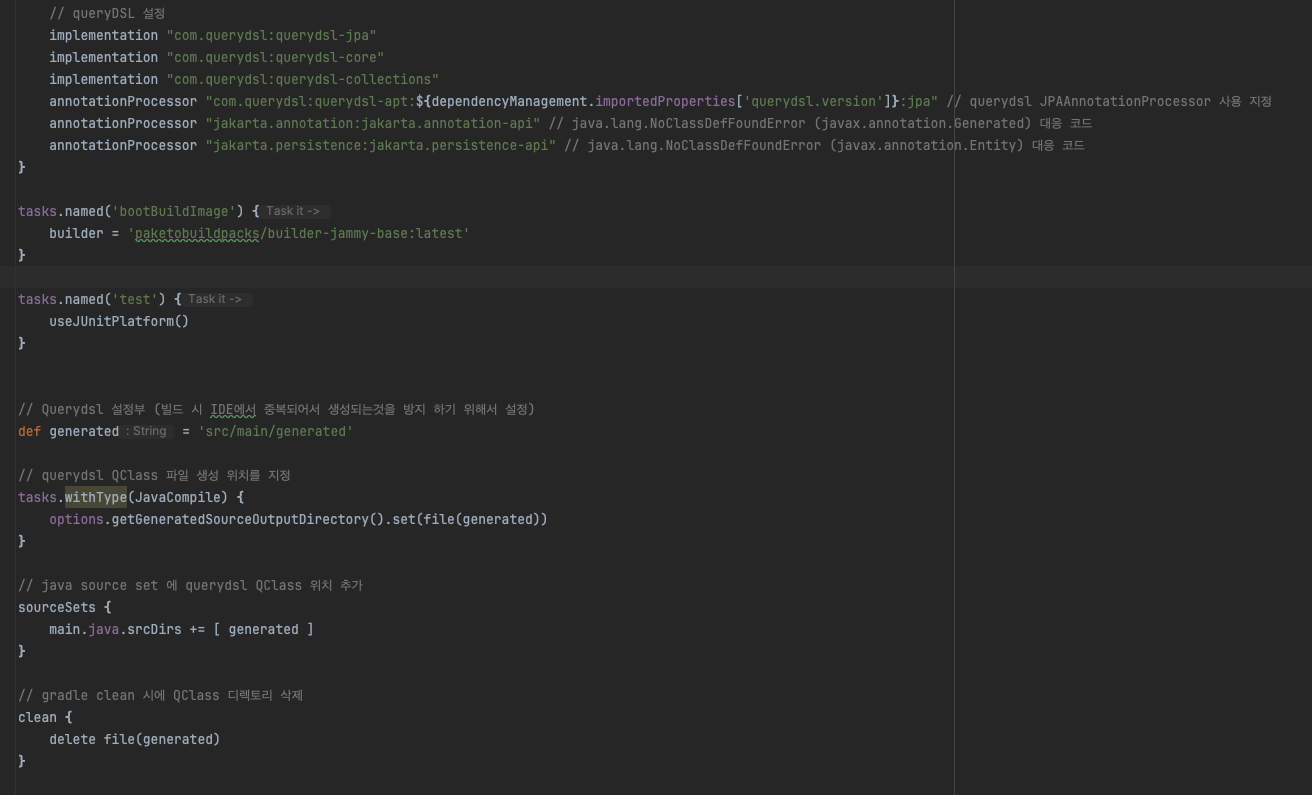 // queryDSL 설정
implementation "com.querydsl:querydsl-jpa"
implementation "com.querydsl:querydsl-core"
implementation "com.querydsl:querydsl-collections"
annotationProcessor "com.querydsl:querydsl-apt:${dependencyManagement.importedProperties['querydsl.version']}:jpa" // querydsl JPAAnnotationProcessor 사용 지정
annotationProcessor "jakarta.annotation:jakarta.annotation-api" // java.lang.NoClassDefFoundError (javax.annotation.Generated) 대응 코드
annotationProcessor "jakarta.persistence:jakarta.persistence-api" // java.lang.NoClassDefFoundError (javax.annotation.Entity) 대응 코드
}
tasks.named('bootBuildImage') { Task it ->
builder = 'paketobuildpacks/builder-jammy-base:latest'
}
tasks.named('test') { Task it ->
useJUnitPlatform()
}
// Querydsl 설정부 (빌드 시 IDE에서 중복되어서 생성되는것을 방지 하기 위해서 설정)
def generated : String = 'src/main/generated'
// querydsl QClass 파일 생성 위치를 지정
tasks.withType(JavaCompile) {
options.getGeneratedSourceOutputDirectory().set(file(generated))
}
// java source set 에 querydsl QClass 위치 추가
sourceSets {
main.java.srcDirs += [ generated ]
}
// gradle clean 시에 QClass 디렉토리 삭제
clean {
delete file(generated)
}